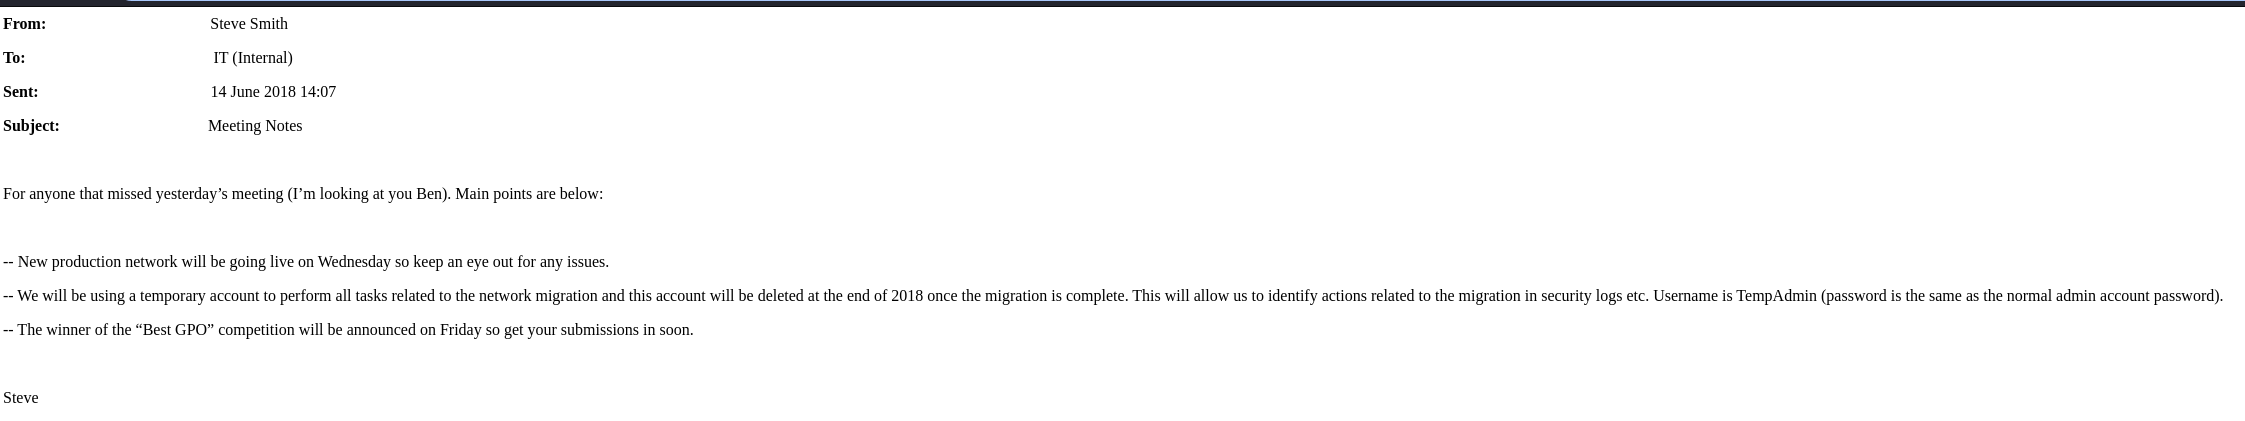 From: Steve Smith
To: IT (Internal)
Sent: 14 June 2018 14:07
Subject: Meeting Notes
For anyone that missed yesterday’s meeting (I’m looking at you Ben). Main points are below:
-- New production network will be going live on Wednesday so keep an eye out for any issues.
-- We will be using a temporary account to perform all tasks related to the network migration and this account will be deleted at the end of 2018 once the migration is complete. This will allow us to identify actions related to the migration in security logs etc. Username is TempAdmin (password is the same as the normal admin account password).
-- The winner of the “Best GPO” competition will be announced on Friday so get your submissions in soon.
Steve